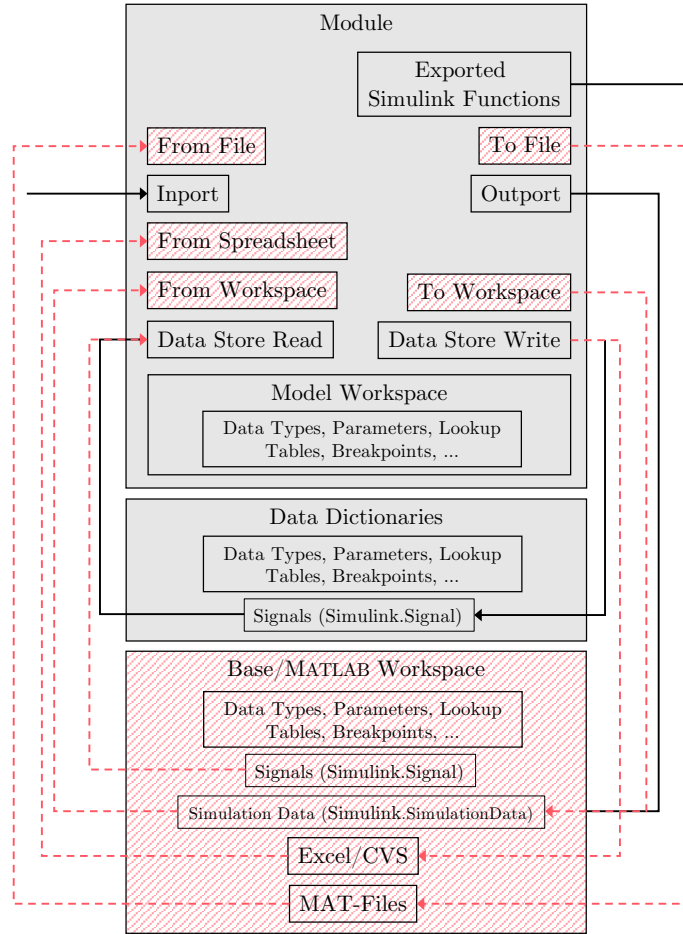 Module
Exported
Simulink Functions
From File
To File
Inport
Outport
From Spreadsheet
From Workspace
To Workspace
Data Store Read
Data Store Write
Model Workspace
Data Types, Parameters, Lookup
Tables, Breakpoints, ...
Data Dictionaries
Data Types, Parameters, Lookup
Tables, Breakpoints, ...
Signals (Simulink.Signal)
Base/MATLAB Workspace
Data Types, Parameters, Lookup
Tables, Breakpoints, ...
Signals (Simulink.Signal)
Simulation Data (Simulink.SimulationData)
Excel/CVS
MAT-Files